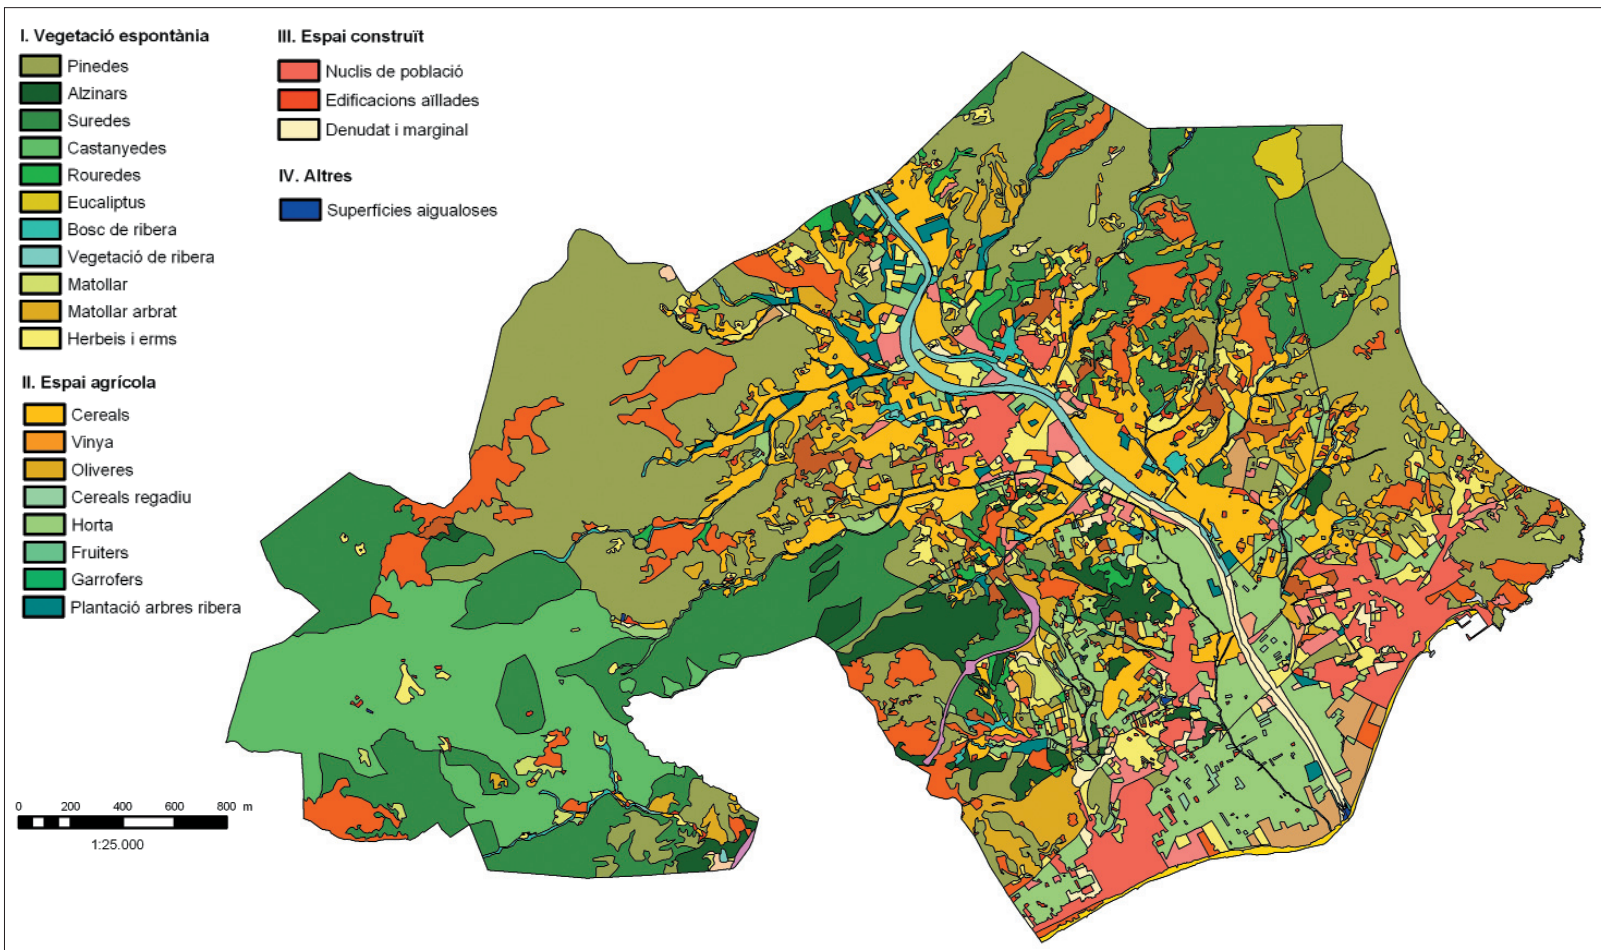 I. Vegetació espontània
Pinedes
Alzinars
Suredes
Castanyedes
Rouredes
Eucaliptus
Bosc de ribera
Vegetació de ribera
Matollar
Matollar arbrat
Herbeis i erms
II. Espai agrícola
Cereals
Vinya
Oliveres
Cereals regadiu
Horta
Fruiters
Garrofers
Plantació arbres ribera
III. Espai construït
Nuclis de població
Edificacions aïllades
Denudat i marginal
IV. Altres
Superfícies aigualoses
0 200 400 600 800 m
1:25.000